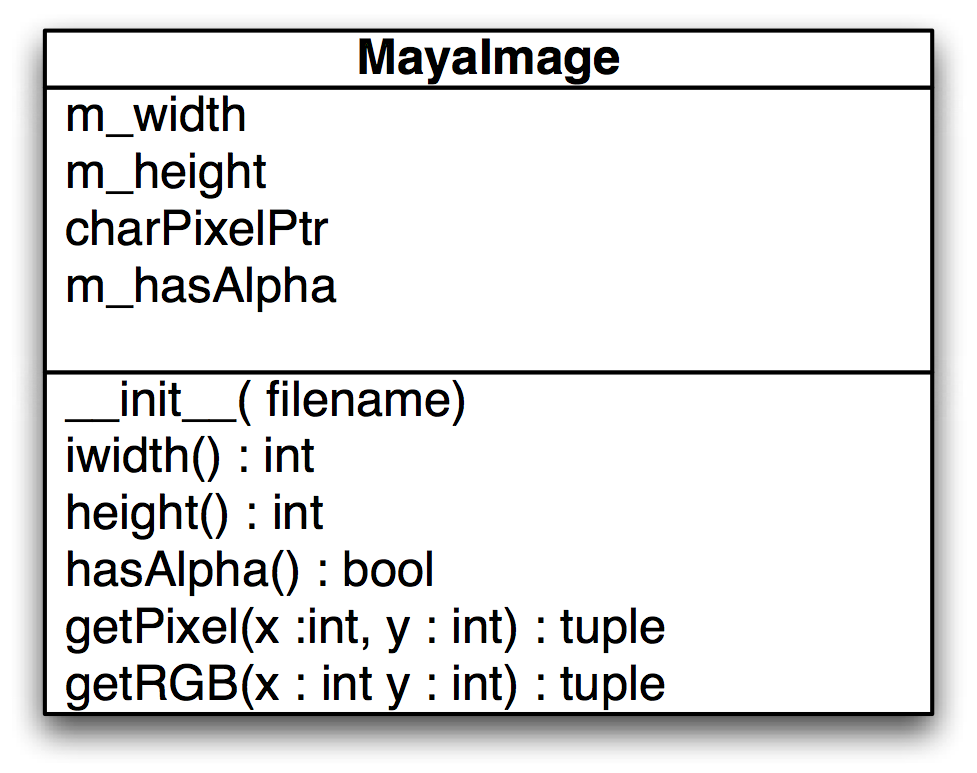 MayaImage
m_width
m_height
charPixelPtr
m_hasAlpha
__init__( filename)
iwidth() : int
height() : int
hasAlpha() : bool
getPixel(x :int, y : int) : tuple
getRGB(x : int y : int) : tuple